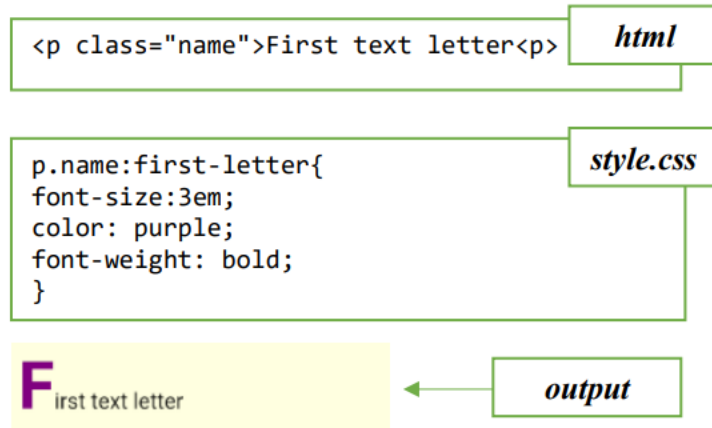 <p class="name">First text letter<p>
html
style.css
p.name:first-letter{
font-size:3em;
color: purple;
font-weight: bold;
}
First text letter
output